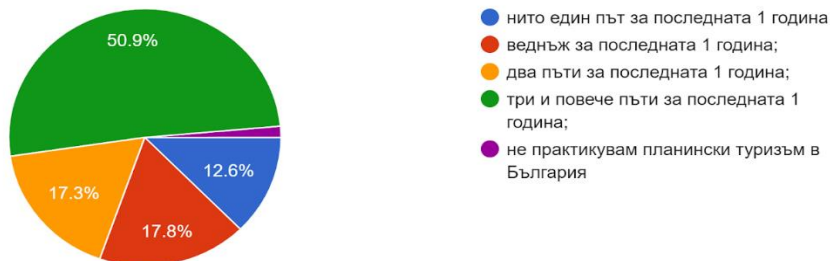 50.9%
17.3%
17.8%
12.6%
нито един път за последната 1 година
веднъж за последната 1 година;
два пъти за последната 1 година;
три и повече пъти за последната 1
година;
не практикувам планински туризъм в
България